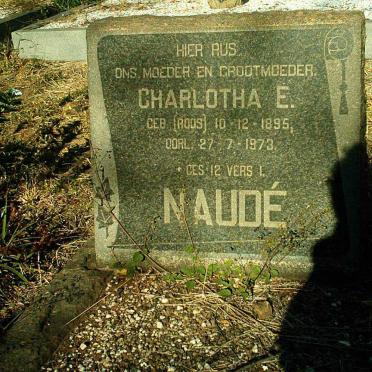 HIER RUS
ONS MOEDER EN GROOTMOEDER.
CHARLOTHA E.
GEB (ROOS) 10-12-1895,
OORL. 27-7-1973.
GES: 12 VERS 1.
NAUDÉ